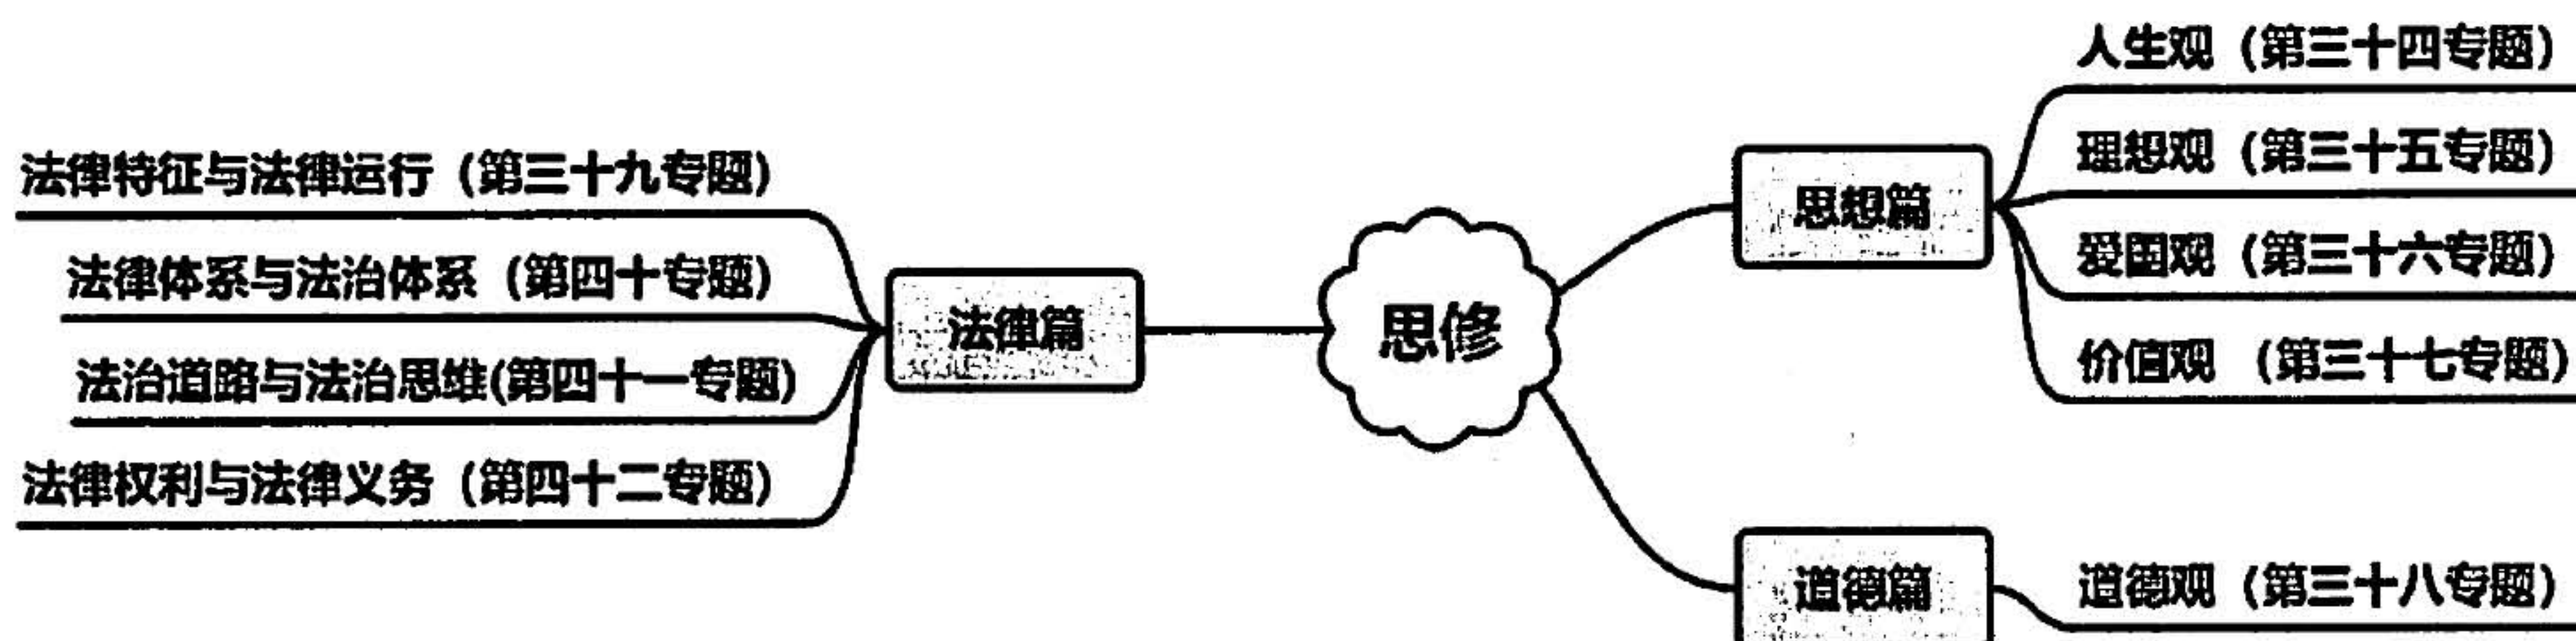 人生观（第三十四专题）
理想观（第三十五专题）
爱国观（第三十六专题）
价值观 （第三十七专题）
思想篇
法律特征与法律运行（第三十九专题）
法律体系与法治体系（第四十专题）
法治道路与法治思维(第四十一专题)
法律权利与法律义务（第四十二专题）
法律篇
思修
道德篇
道德观（第三十八专题）